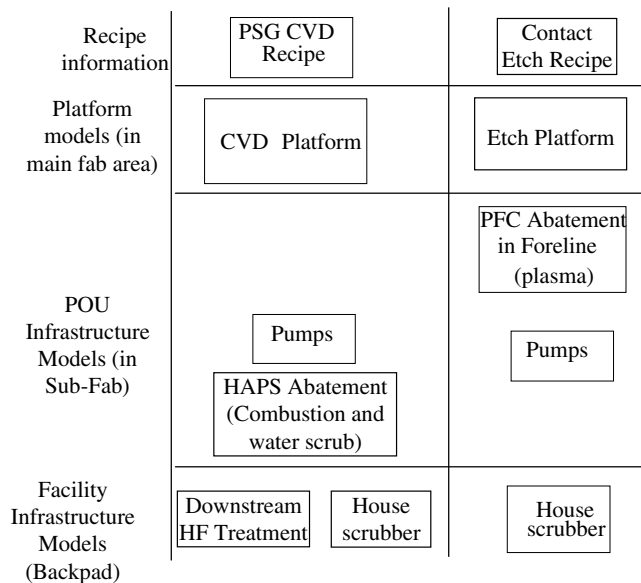 Recipe
information
PSG CVD
Recipe
Contact
Etch Recipe
Platform
models (in
main fab area)
CVD Platform
Etch Platform
POU
Infrastructure
Models (in
Sub-Fab)
Pumps
HAPS Abatement
(Combustion and
water scrub)
PFC Abatement
in Foreline
(plasma)
Pumps
Facility
Infrastructure
Models
(Backpad)
Downstream
HF Treatment
House
scrubber
House
scrubber